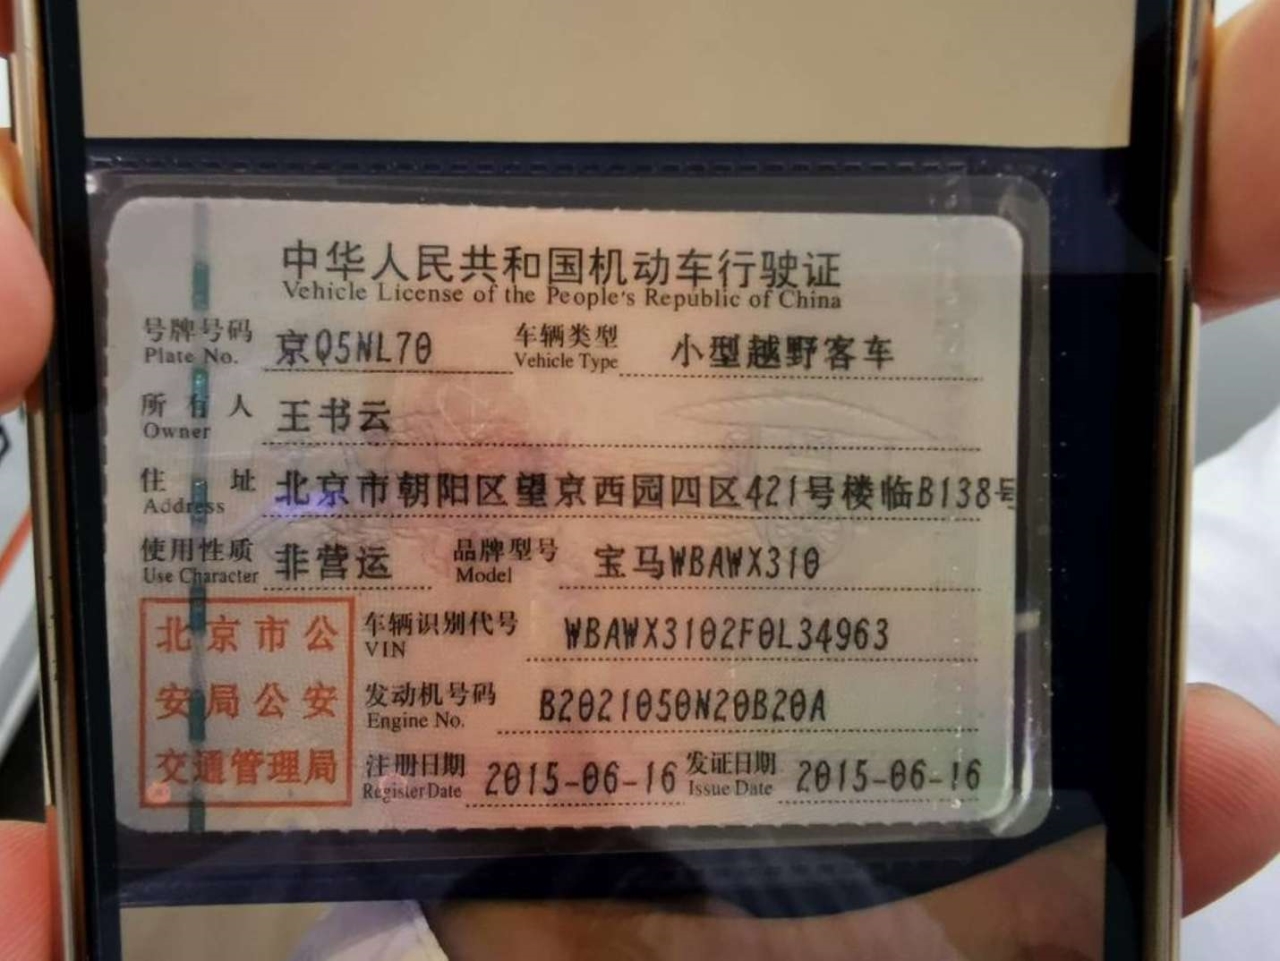 中华人民共和国机动车行驶证
Vehicle License of the People's Republic of China
号牌号码 京Q5NL70 车辆类型 小型越野客车
Plate No. Vehicle Type
所有人 王书云
Owner
住址 北京市朝阳区望京西园四区421号楼临B138号
Address
使用性质 非营运 品牌型号 宝马WBAWX310
Use Character Model
车辆识别代号 WBAWX3102F0L34963
VIN
发动机号码 B2021050N20B20A
Engine No.
注册日期 2015-06-16 发证日期 2015-06-16
Register Date Issue Date
北京市公
安局公安
交通管理局